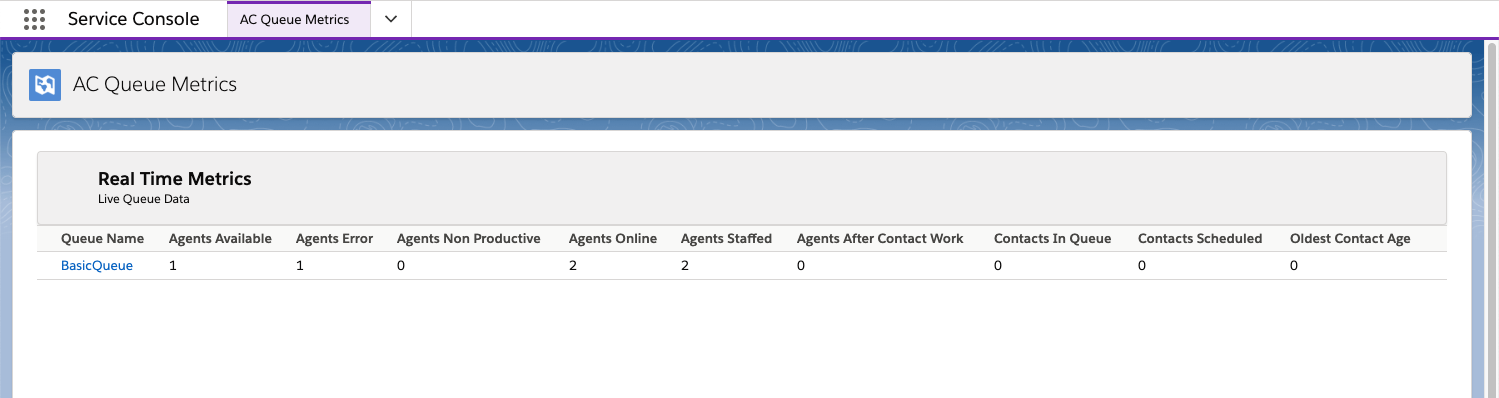 Service Console AC Queue Metrics
AC Queue Metrics
Real Time Metrics
Live Queue Data
Queue Name Agents Available Agents Error Agents Non Productive Agents Online Agents Staffed Agents After Contact Work Contacts In Queue Contacts Scheduled Oldest Contact Age
BasicQueue 1 1 0 2 2 0 0 0 0